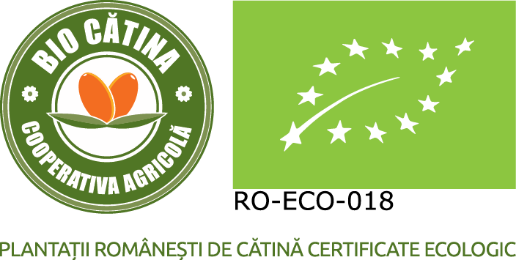 BIO CĂTINA
COOPERATIVA AGRICOLĂ
RO-ECO-018
PLANTAȚII ROMÂNEȘTI DE CĂTINĂ CERTIFICATE ECOLOGIC